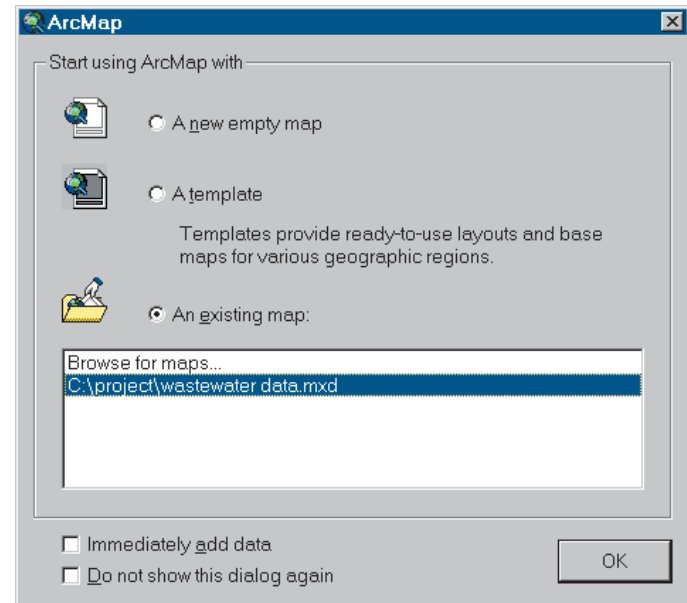 ArcMap
Start using ArcMap with
A new empty map
A template
Templates provide ready-to-use layouts and base
maps for various geographic regions.
An existing map:
Browse for maps...
C:\project\wastewater data.mxd
Immediately add data
Do not show this dialog again
OK